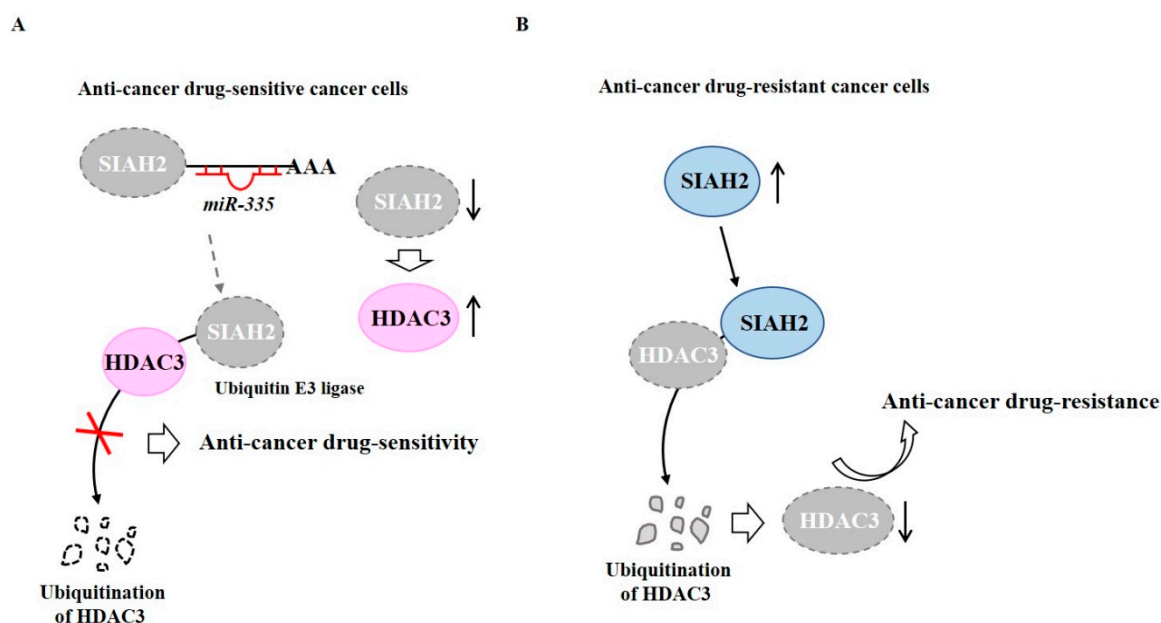 A
Anti-cancer drug-sensitive cancer cells
SIAH2
AAA
miR-335
SIAH2
HDAC3
SIAH2
HDAC3
Ubiquitin E3 ligase
Anti-cancer drug-sensitivity
Ubiquitination
of HDAC3
B
Anti-cancer drug-resistant cancer cells
SIAH2
SIAH2
HDAC3
Anti-cancer drug-resistance
HDAC3
Ubiquitination
of HDAC3